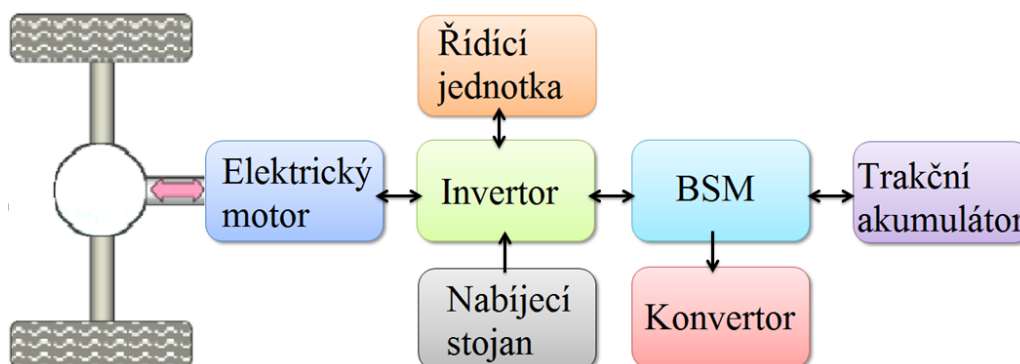 Řídící
jednotka
Elektrický
motor
Invertor
BSM
Trakční
akumulátor
Nabíjecí
stojan
Konvertor